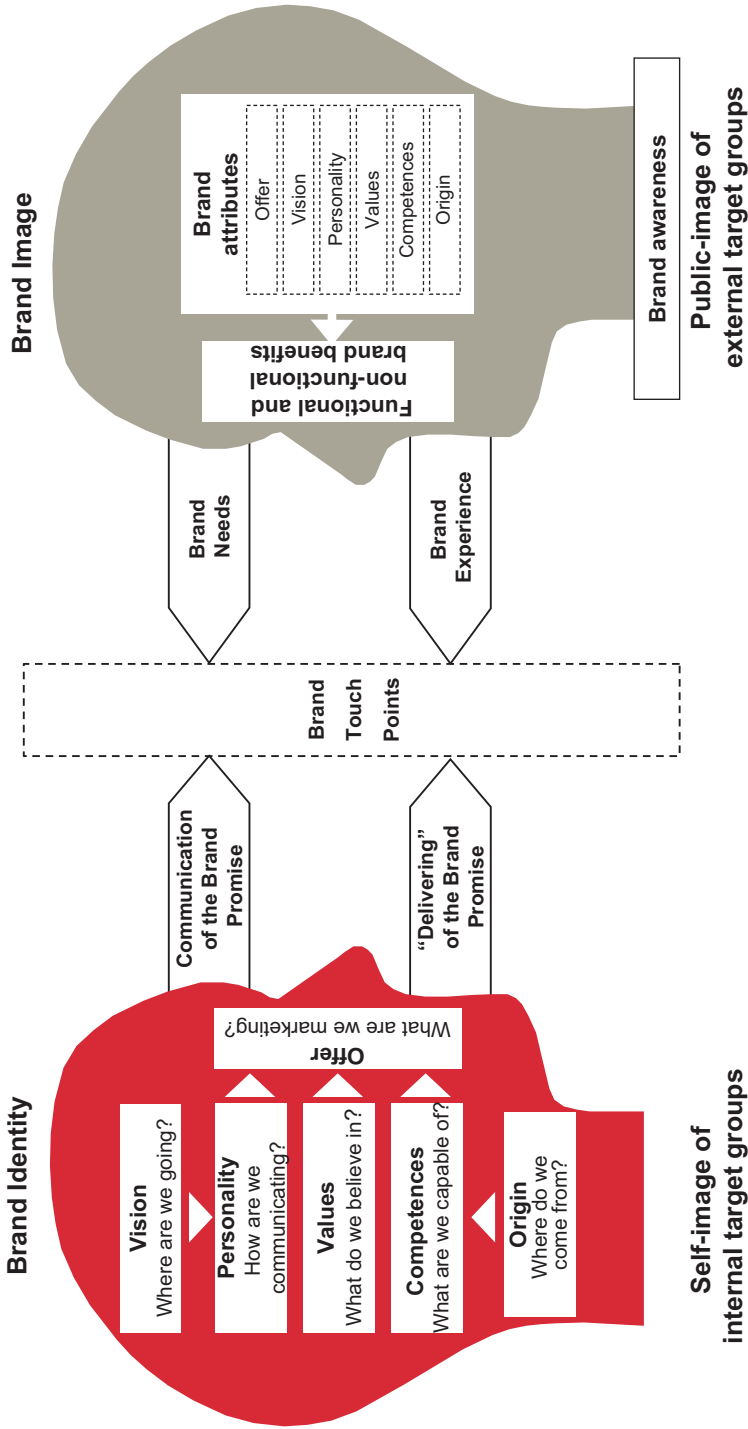 Brand Identity
Vision
Where are we going?
Personality
How are we
communicating?
Values
What do we believe in?
Competences
What are we capable of?
Origin
Where do we
come from?
Offer
What are we marketing?
Self-image of
internal target groups
Communication
of the Brand
Promise
“Delivering”
of the Brand
Promise
Brand
Touch
Points
Brand
Needs
Brand
Experience
Brand Image
Functional and
non-functional
brand benefits
Brand
attributes
Offer
Vision
Personality
Values
Competences
Origin
Brand awareness
Public-image of
external target groups